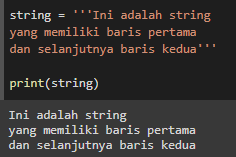 string = '''Ini adalah string
yang memiliki baris pertama
dan selanjutnya baris kedua'''
print(string)
Ini adalah string
yang memiliki baris pertama
dan selanjutnya baris kedua